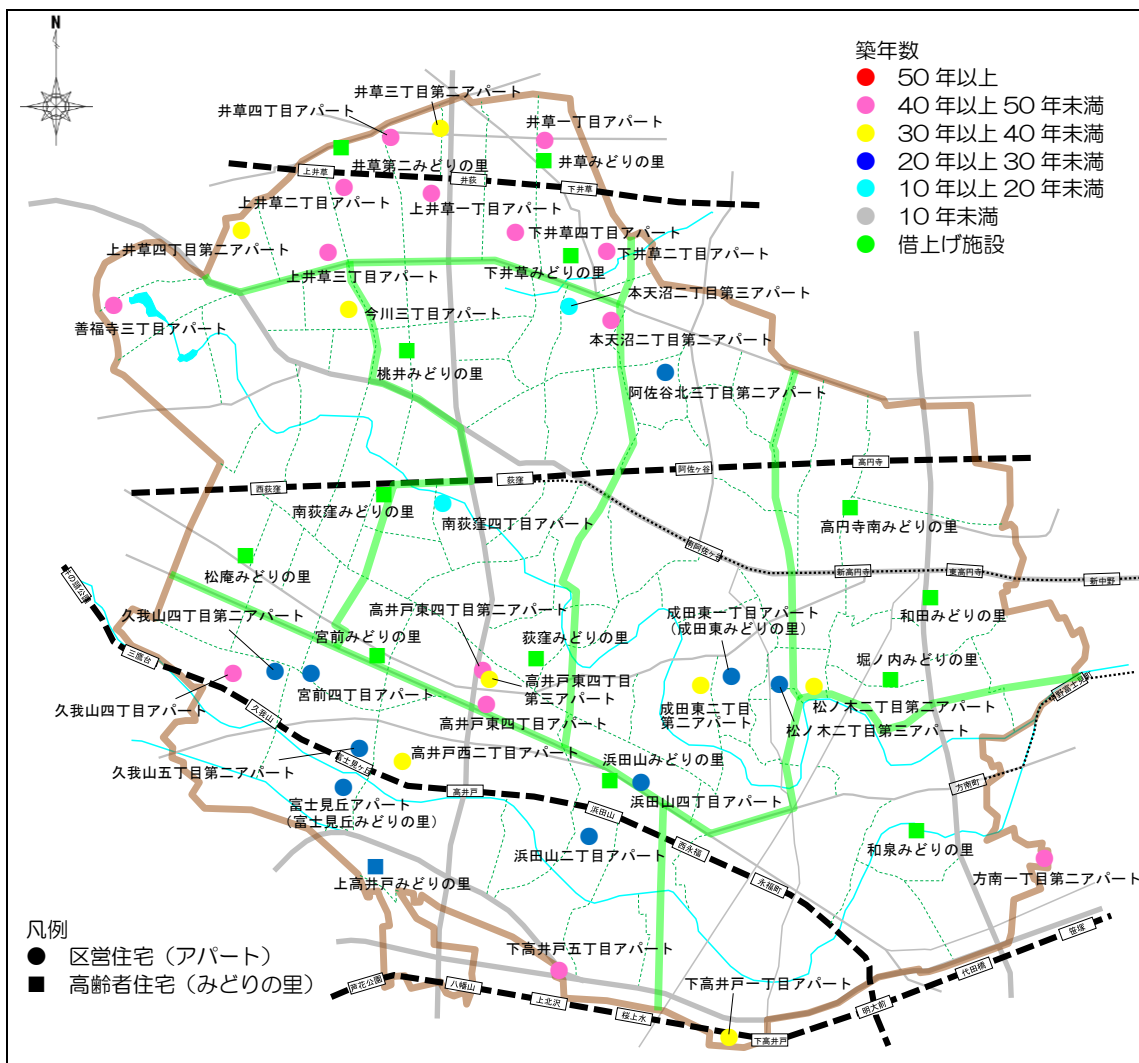 N
築年数
50 年以上
40 年以上 50 年未満
30 年以上 40 年未満
20 年以上 30 年未満
10 年以上 20 年未満
10 年未満
借上げ施設
井草三丁目第二アパート
井草四丁目アパート
井草一丁目アパート
井草第二みどりの里
井草みどりの里
上井草
井荻
下井草
上井草二丁目アパート
上井草一丁目アパート
下井草四丁目アパート
下井草二丁目アパート
上井草四丁目第二アパート
上井草三丁目アパート
下井草みどりの里
本天沼二丁目第三アパート
今川三丁目アパート
善福寺三丁目アパート
本天沼二丁目第二アパート
桃井みどりの里
阿佐谷北三丁目第二アパート
西荻窪
荻窪
阿佐ヶ谷
高円寺
南荻窪みどりの里
南荻窪四丁目アパート
高円寺南みどりの里
南阿佐ヶ谷
新高円寺
東高円寺
新中野
松庵みどりの里
和田みどりの里
久我山四丁目第二アパート
宮前みどりの里
高井戸東四丁目第二アパート
荻窪みどりの里
成田東一丁目アパート
（成田東みどりの里）
堀ノ内みどりの里
三鷹台
久我山
久我山四丁目アパート
宮前四丁目アパート
高井戸東四丁目
第三アパート
高井戸東四丁目アパート
成田東二丁目
第二アパート
松ノ木二丁目第二アパート
松ノ木二丁目第三アパート
久我山五丁目第二アパート
富士見ヶ丘
高井戸西二丁目アパート
浜田山みどりの里
方南町
高井戸
富士見丘アパート
（富士見丘みどりの里）
浜田山
浜田山四丁目アパート
浜田山二丁目アパート
西永福
和泉みどりの里
方南一丁目第二アパート
永福町
上高井戸みどりの里
凡例
区営住宅（アパート）
高齢者住宅（みどりの里）
下高井戸五丁目アパート
下高井戸一丁目アパート
芦花公園
八幡山
上北沢
桜上水
下高井戸
明大前
代田橋
笹塚